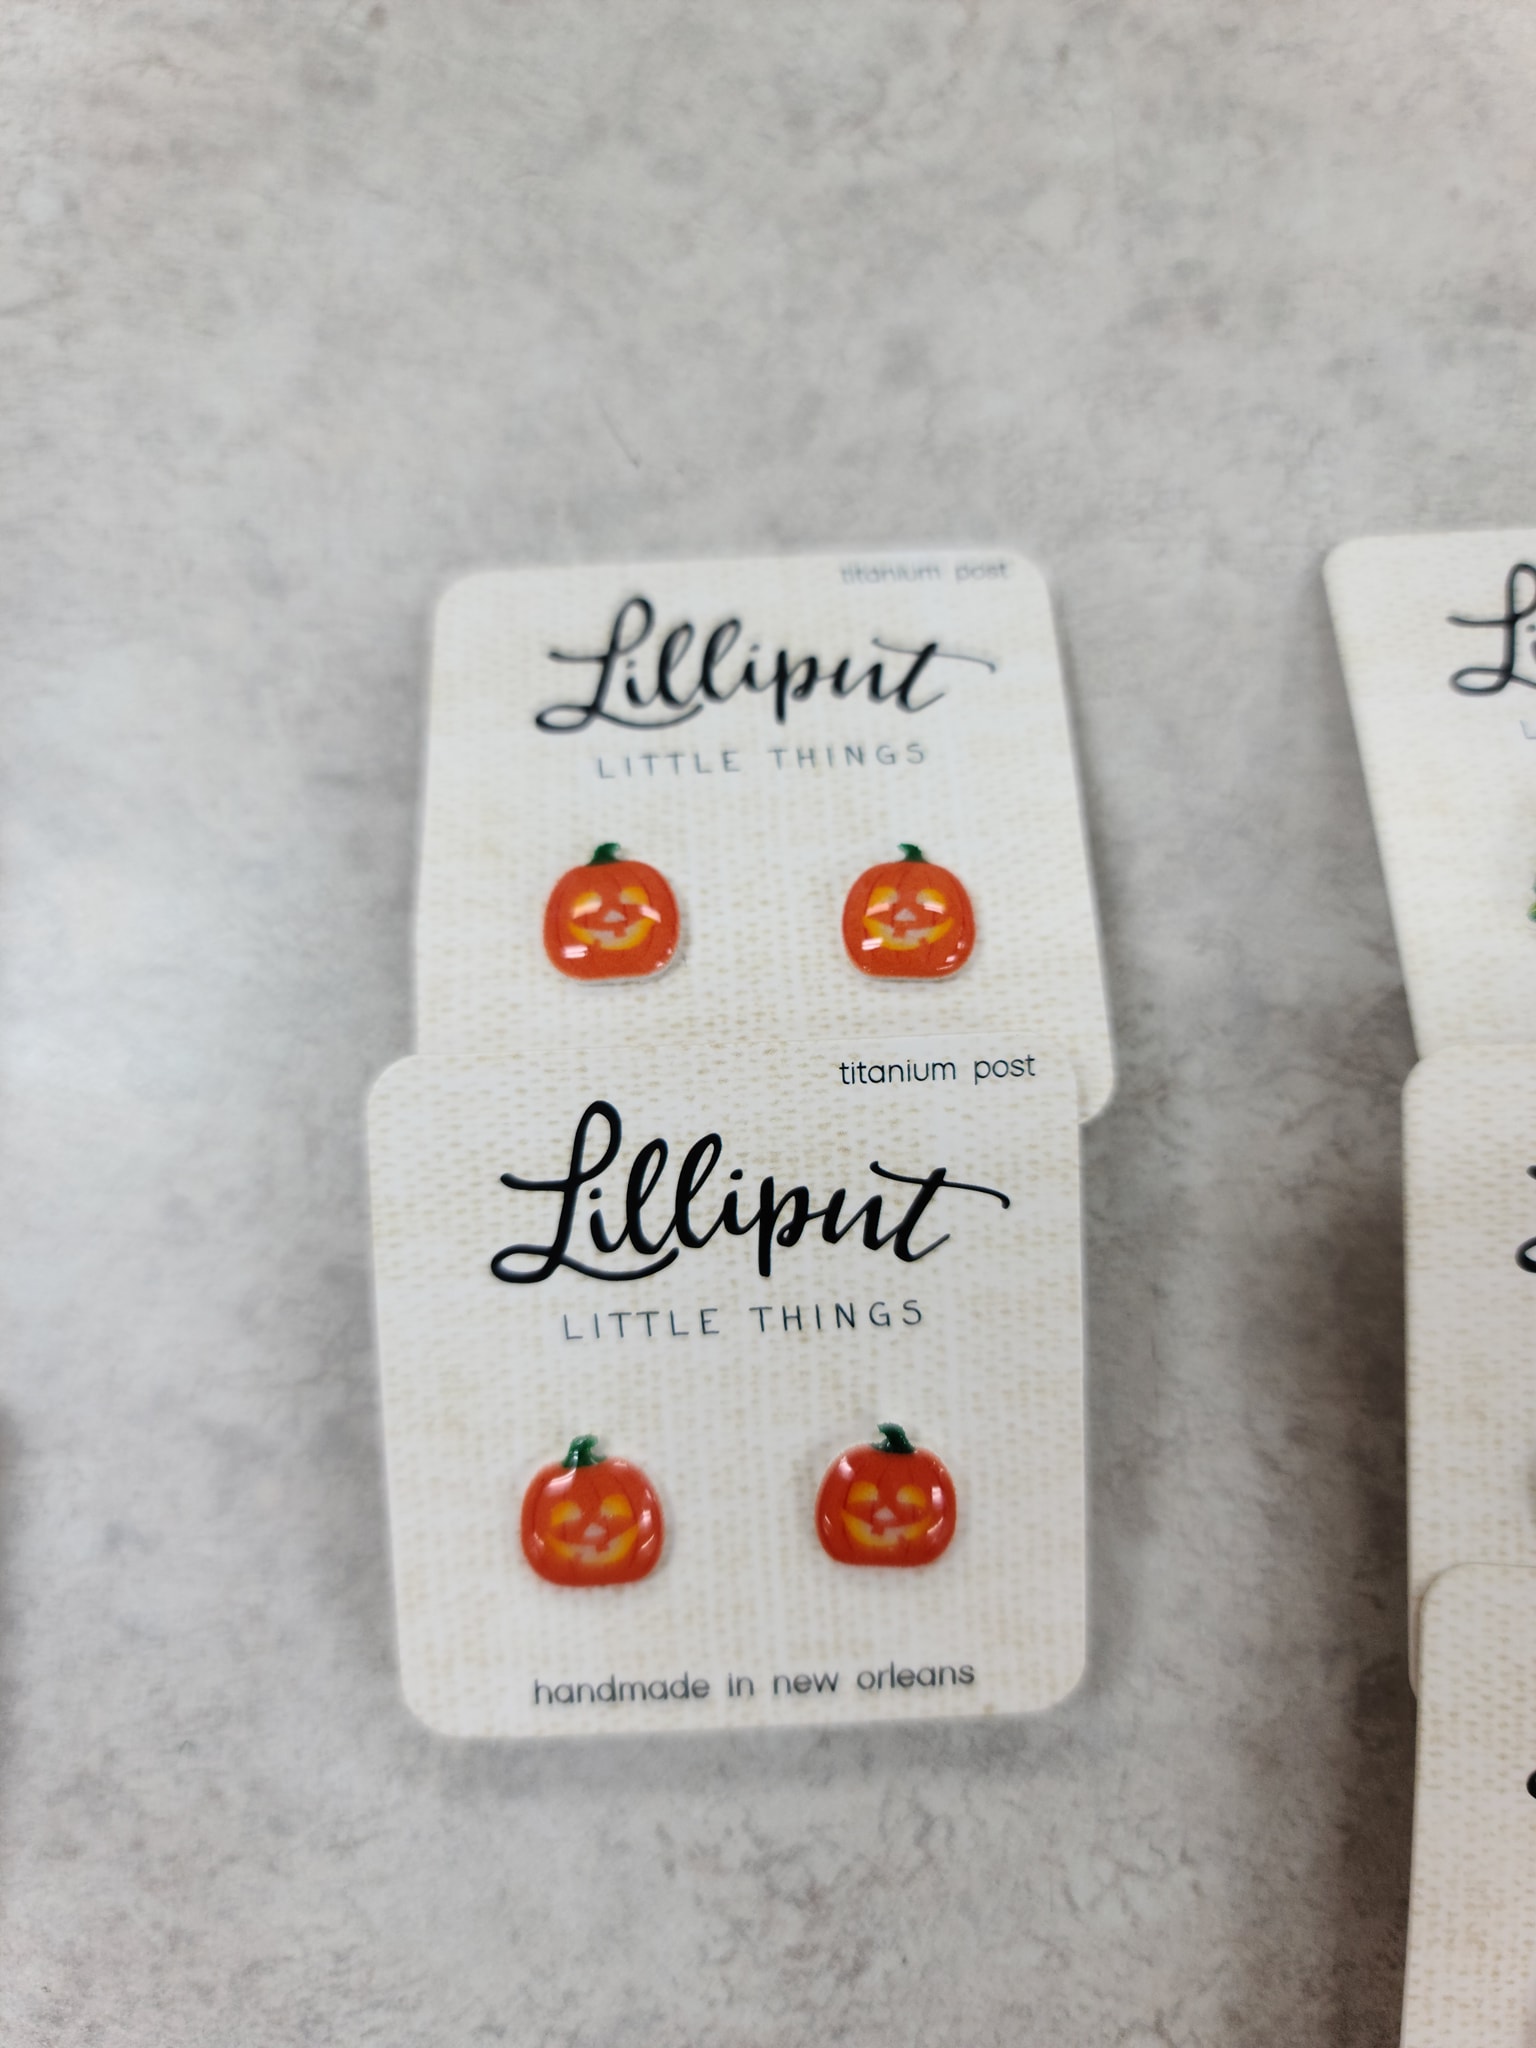 titanium post
Lilliput
LITTLE THINGS
titanium post
Lilliput
LITTLE THINGS
handmade in new orleans